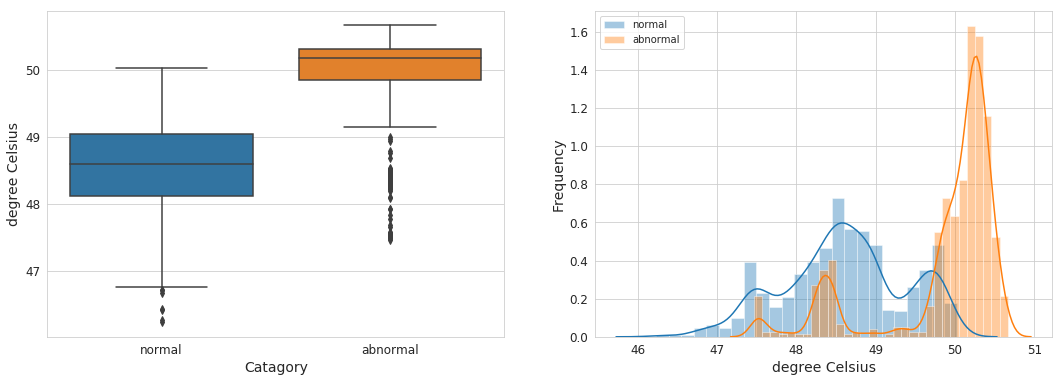 degree Celsius
50
49
48
47
normal
abnormal
Catagory
normal
abnormal
Frequency
1.6
1.4
1.2
1.0
0.8
0.6
0.4
0.2
0.0
46
47
48
49
50
51
degree Celsius